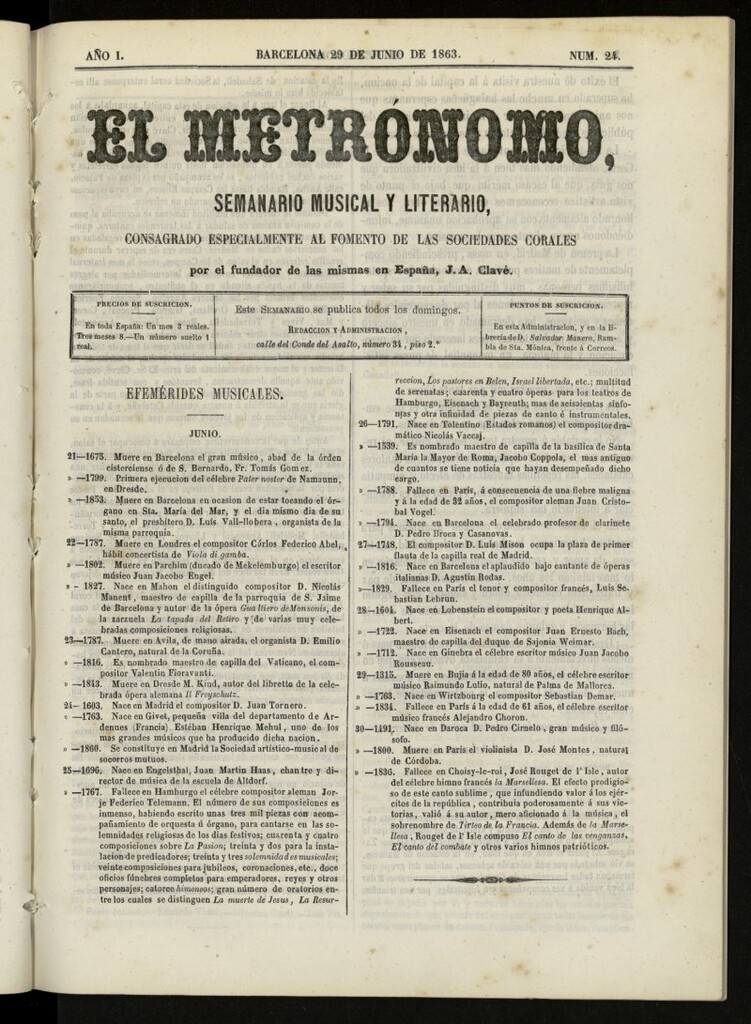 AÑO I.
BARCELONA 29 DE JUNIO DE 1863.
NUM. 24.
EL METRÓNOMO,
SEMANARIO MUSICAL Y LITERARIO,
CONSAGRADO ESPECIALMENTE AL FOMENTO DE LAS SOCIEDADES CORALES
por el fundador de las mismas en España, J. A. Clavé.
PRECIOS DE SUSCRICION.
En toda España: Un mes 3 reales.
Tres meses 8.—Un número suelto 1
real.
Este SEMANARIO se publica todos los domingos.
REDACCION Y ADMINISTRACION,
calle del Conde del Asalto, número 34, piso 2.º
PUNTOS DE SUSCRICION.
En esta Administracion, y en la li-
brería de D. Salvador Manero, Ram-
bla de Sta. Mónica, frente á Correos.
EFEMÉRIDES MUSICALES.
JUNIO.
21—1675. Muere en Barcelona el gran músico, abad de la órden
cisterciense ó de S. Bernardo, Fr. Tomás Gomez.
» —1799. Primera ejecucion del célebre Pater noster de Namaunn,
en Dresde.
» —1853. Muere en Barcelona en ocasion de estar tocando el ór-
gano en Sta. María del Mar, y el dia mismo dia de su
santo, el presbítero D. Luis Vall-llobera, organista de la
misma parroquia.
22—1787. Muere en Londres el compositor Cárlos Federico Abel,
hábil concertista de Viola di gamba.
» —1802. Muere en Parchim (ducado de Mekelemburgo) el escritor
músico Juan Jacobo Engel.
» - 1827. Nace en Mahon el distinguido compositor D. Nicolás
Manent, maestro de capilla de la parroquia de S. Jaime
de Barcelona y autor de la ópera Gualtiero de Monsonís, de
la zarzuela La tapada del Retiro y de varias muy cele-
bradas composiciones religiosas.
23—1787. Muere en Avila, de mano airada, el organista D. Emilio
Cantero, natural de la Coruña.
» —1816. Es nombrado maestro de capilla del Vaticano, el com-
positor Valentin Fioravanti.
» —1843. Muere en Dresde M. Kind, autor del libretto de la cele-
brada ópera alemana Il Freyschutz.
24- 1603. Nace en Madrid el compositor D. Juan Tornero.
» —1763. Nace en Givet, pequeña villa del departamento de Ar-
denues (Francia) Estéban Henrique Mehul, uno de los
mas grandes músicos que ha producido dicha nacion.
» —1860. Se constituye en Madrid la Sociedad artístico-musical de
socorros mutuos.
25—1696. Nace en Engelsthal, Juan Martin Haas, chantre y di-
rector de música de la escuela de Altdorf.
» —1767. Fallece en Hamburgo el célebre compositor aleman Jor-
je Federico Telemann. El número de sus composiciones es
inmenso, habiendo escrito unas tres mil piezas con acom-
pañamiento de orquesta ú órgano, para cantarse en las so-
lemnidades religiosas de los dias festivos; cuarenta y cuatro
composiciones sobre La Pasion; treinta y dos para la insta-
lacion de predicadores; treinta y tres solemnidades musicales;
veinte composiciones para jubileos, coronaciones, etc., doce
oficios fúnebres completos para emperadores, reyes y otros
personajes; catorce himeneos; gran número de oratorios en-
tre los cuales se distinguen La muerte de Jesus, La Resur-
reccion, Los pastores en Belen, Israel libertada, etc.; multitud
de serenatas; cuarenta y cuatro óperas para los teatros de
Hamburgo, Eisenach y Bayreuth; mas de seiscientas sinfo-
nías y otra infinidad de piezas de canto é instrumentales.
26—1791. Nace en Tolentino (Estados romanos) el compositor dra-
mático Nicolás Vaccaj.
» —1539. Es nombrado maestro de capilla de la basílica de Santa
María la Mayor de Roma, Jacobo Coppola, el mas antiguo
de cuantos se tiene noticia que hayan desempeñado dicho
cargo.
» —1788. Fallece en París, á consecuencia de una fiebre maligna
y á la edad de 32 años, el compositor aleman Juan Cristo-
bal Vogel.
» —1794. Nace en Barcelona el celebrado profesor de clarinete
D. Pedro Broca y Casanovas.
27—1748. El compositor D. Luis Mison ocupa la plaza de primer
flauta de la capilla real de Madrid.
» —1816. Nace en Barcelona el aplaudido bajo cantante de óperas
italianas D. Agustin Rodas.
»—1829. Fallece en París el tenor y compositor francés, Luis Se-
bastian Lebrun.
28—1604. Nace en Lobenstein el compositor y poeta Henrique Al-
bert.
» —1722. Nace en Eisenach el compositor Juan Ernesto Bach,
maestro de capilla del duque de Sajonia Weimar.
» —1712. Nace en Ginebra el célebre escritor músico Juan Jacobo
Rousseau.
29—1315. Muere en Bujia á la edad de 80 años, el célebre escritor
músico Raimundo Lulio, natural de Palma de Mallorca.
» —1763. Nace en Wirtzbourg el compositor Sebastian Demar.
» —1834. Fallece en París á la edad de 61 años, el célebre escritor
músico francés Alejandro Choron.
30—1491. Nace en Daroca D. Pedro Cirnelo, gran músico y filó-
sofo.
» —1800. Muere en París el violinista D. José Montes, natural
de Córdoba.
» —1836. Fallece en Choisy-le-roi, José Rouget de l' Isle, autor
del célebre himno francés la Marsellesa. El efecto prodigio-
so de este canto sublime, que infundiendo valor á los ejér-
citos de la república, contribuia poderosamente á sus vic-
torias, valió á su autor, mero aficionado á la música, el
sobrenombre de Tirteo de la Francia. Además de la Marse-
llesa, Rouget de l' Isle compuso El canto de las venganzas,
El canto del combate y otros varios himnos patrióticos.